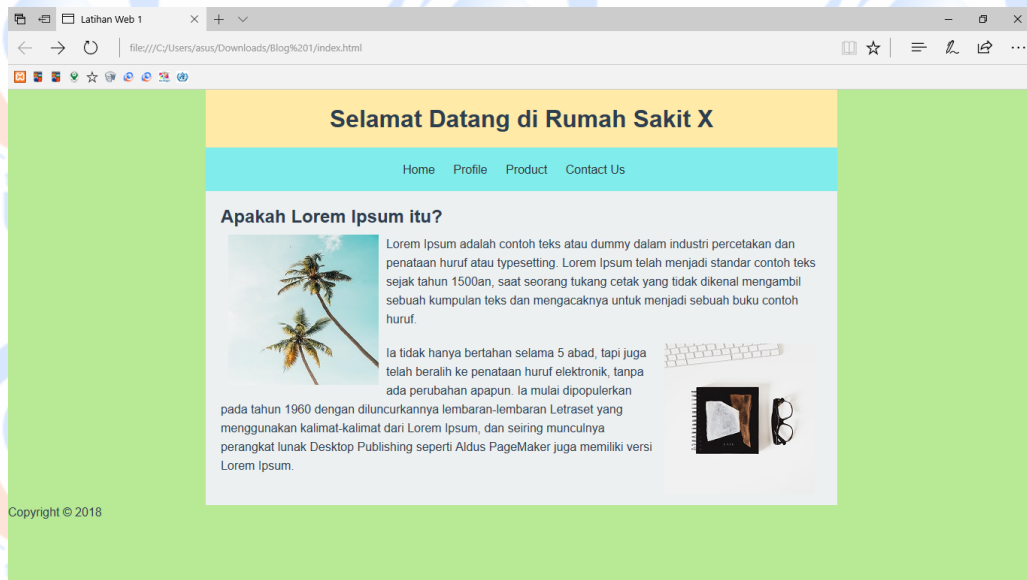 Latihan Web 1
file:///C:/Users/asus/Downloads/Blog%201/index.html
Selamat Datang di Rumah Sakit X
Home Profile Product Contact Us
Apakah Lorem Ipsum itu?
Lorem Ipsum adalah contoh teks atau dummy dalam industri percetakan dan
penataan huruf atau typesetting. Lorem Ipsum telah menjadi standar contoh teks
sejak tahun 1500an, saat seorang tukang cetak yang tidak dikenal mengambil
sebuah kumpulan teks dan mengacaknya untuk menjadi sebuah buku contoh
huruf.
Ia tidak hanya bertahan selama 5 abad, tapi juga
telah beralih ke penataan huruf elektronik, tanpa
ada perubahan apapun. Ia mulai dipopulerkan
pada tahun 1960 dengan diluncurkannya lembaran-lembaran Letraset yang
menggunakan kalimat-kalimat dari Lorem Ipsum, dan seiring munculnya
perangkat lunak Desktop Publishing seperti Aldus PageMaker juga memiliki versi
Lorem Ipsum.
Copyright © 2018